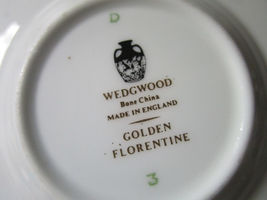 D
WEDGWOOD
Bone China
MADE IN ENGLAND
GOLDEN
FLORENTINE
3